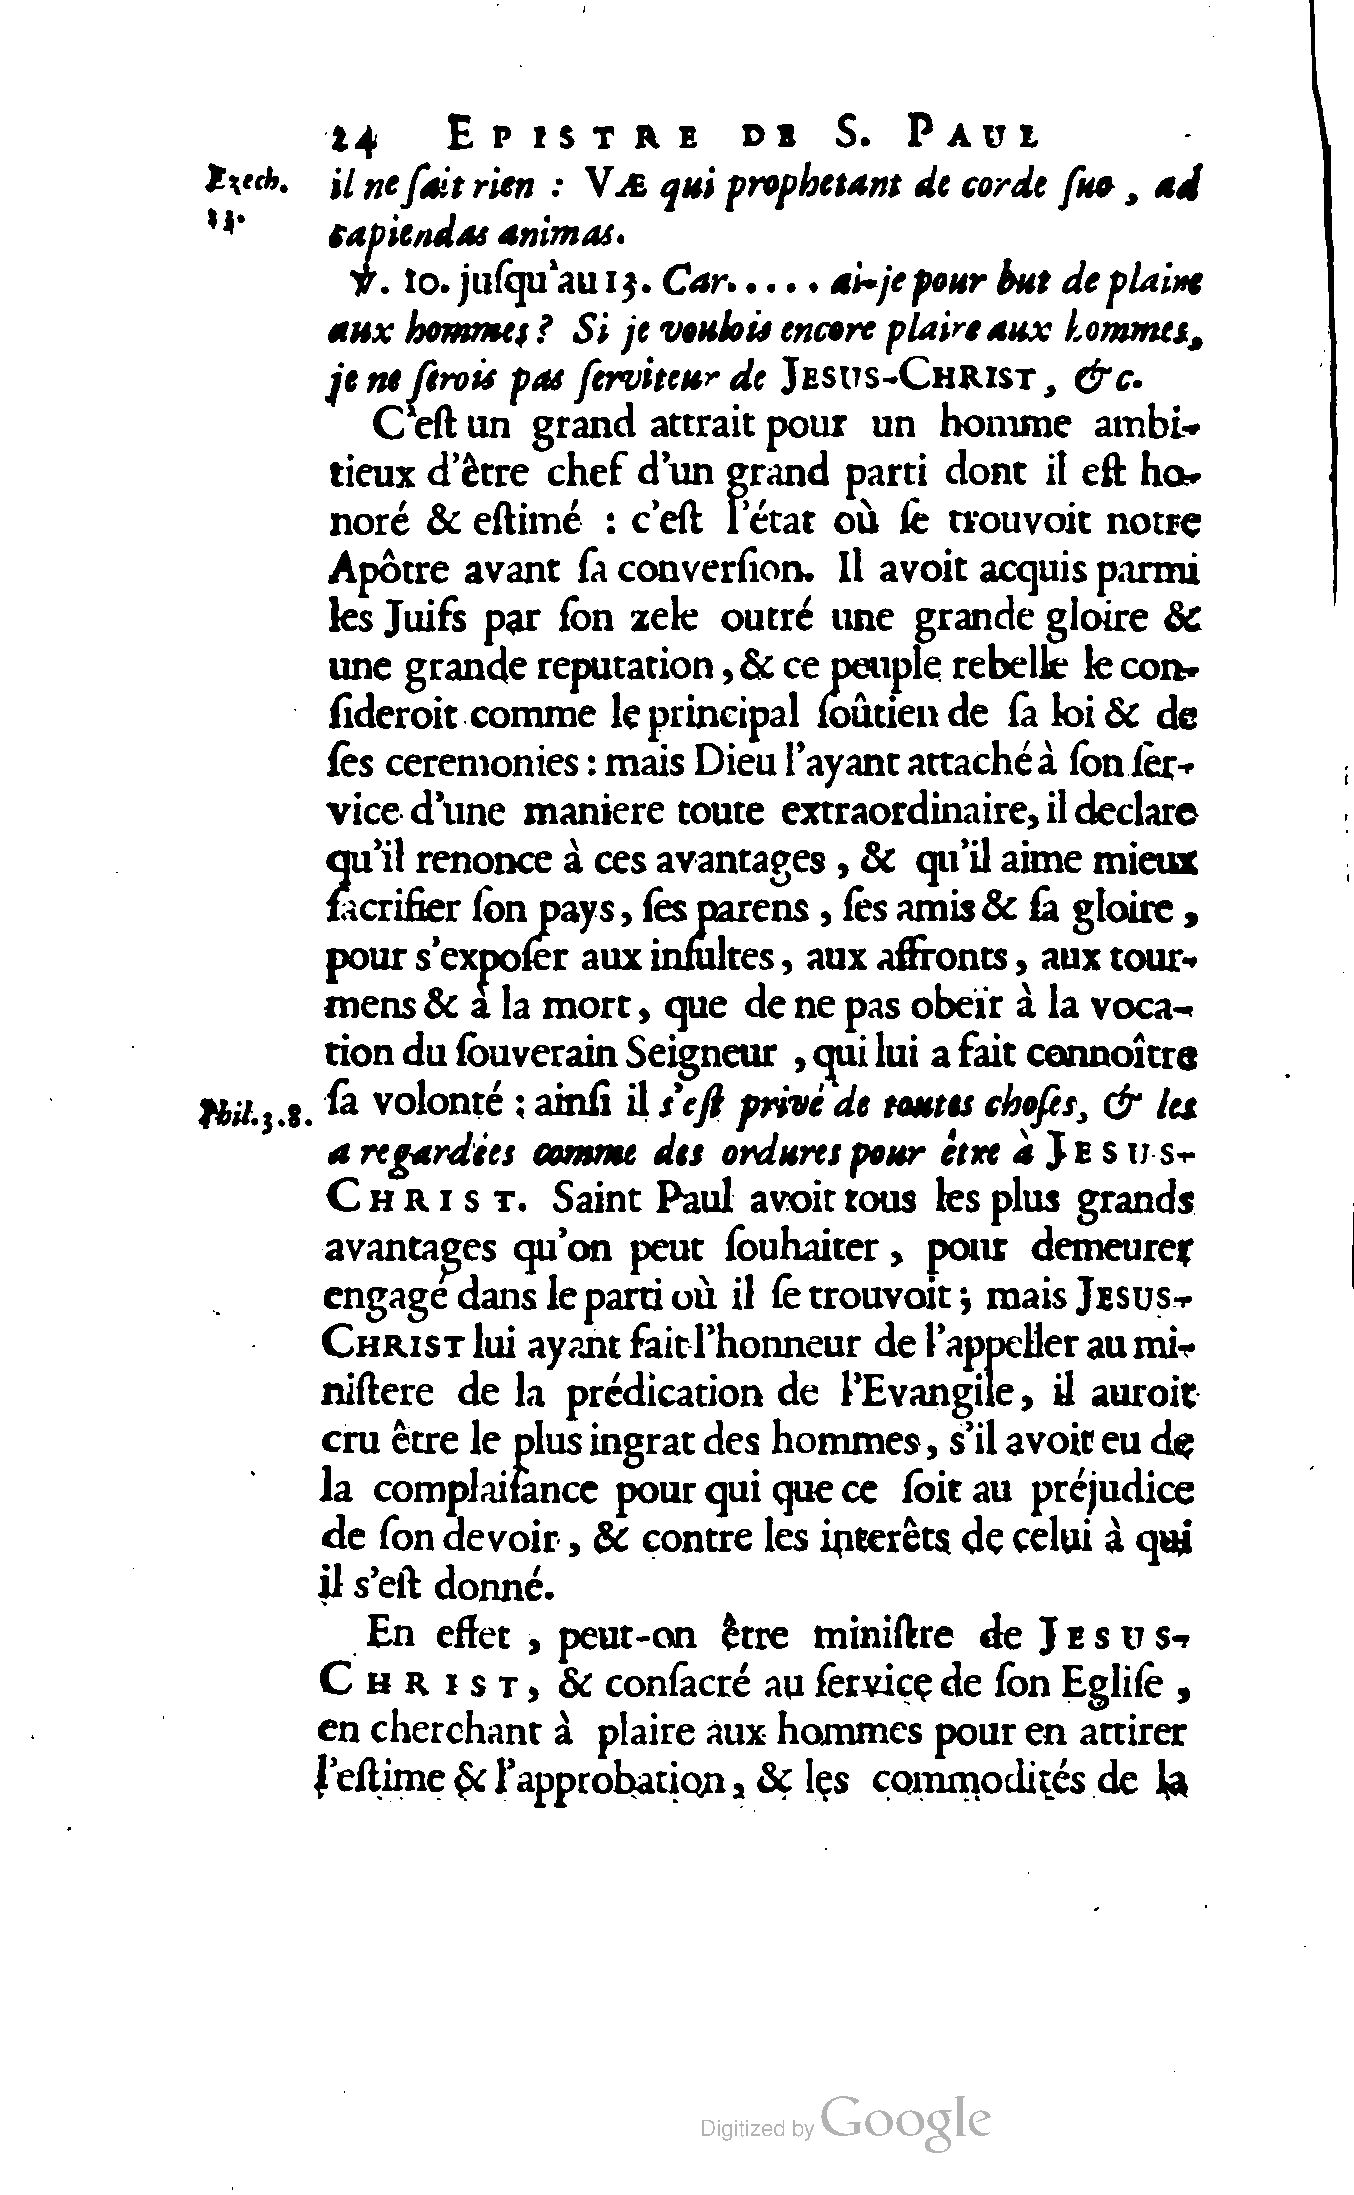 24 EPISTRE DE S. PAUL
Ezech. 13. il ne ſait rien : VÆ qui prophetant de corde ſuo , ad
capiendas animas.
℣. 10. juſqu'au 13. Car..... ai-je pour but de plaire
aux hommes ? Si je voulois encore plaire aux hommes,
je ne ſerois pas ſerviteur de JESUS-CHRIST, &c.
C'eſt un grand attrait pour un homme ambi-
tieux d'être chef d'un grand parti dont il eſt ho-
noré & eſtimé : c'eſt l'état où ſe trouvoit notre
Apôtre avant ſa converſion. Il avoit acquis parmi
les Juifs par ſon zele outré une grande gloire &
une grande reputation, & ce peuple rebelle le con-
ſideroit comme le principal ſoûtien de ſa loi & de
ſes ceremonies : mais Dieu l'ayant attaché à ſon ſer-
vice d'une maniere toute extraordinaire, il declare
qu'il renonce à ces avantages , & qu'il aime mieux
ſacrifier ſon pays, ſes parens , ſes amis & ſa gloire ,
pour s'expoſer aux inſultes, aux affronts, aux tour-
mens & à la mort, que de ne pas obeïr à la voca-
tion du ſouverain Seigneur , qui lui a fait connoître
Phil. 3. 8. ſa volonté ; ainſi il s'eſt privé de toutes choſes, & les
a regardées comme des ordures pour être à JESUS-
CHRIST. Saint Paul avoit tous les plus grands
avantages qu'on peut ſouhaiter , pour demeurer
engagé dans le parti où il ſe trouvoit ; mais JESUS-
CHRIST lui ayant fait l'honneur de l'appeller au mi-
niſtere de la prédication de l'Evangile, il auroit
cru être le plus ingrat des hommes, s'il avoit eu de
la complaiſance pour qui que ce ſoit au préjudice
de ſon devoir , & contre les interêts de celui à qui
il s'eſt donné.
En effet , peut-on être miniſtre de JESUS-
CHRIST, & conſacré au ſervice de ſon Egliſe ,
en cherchant à plaire aux hommes pour en attirer
l'eſtime & l'approbation, & les commodités de la
Digitized by Google